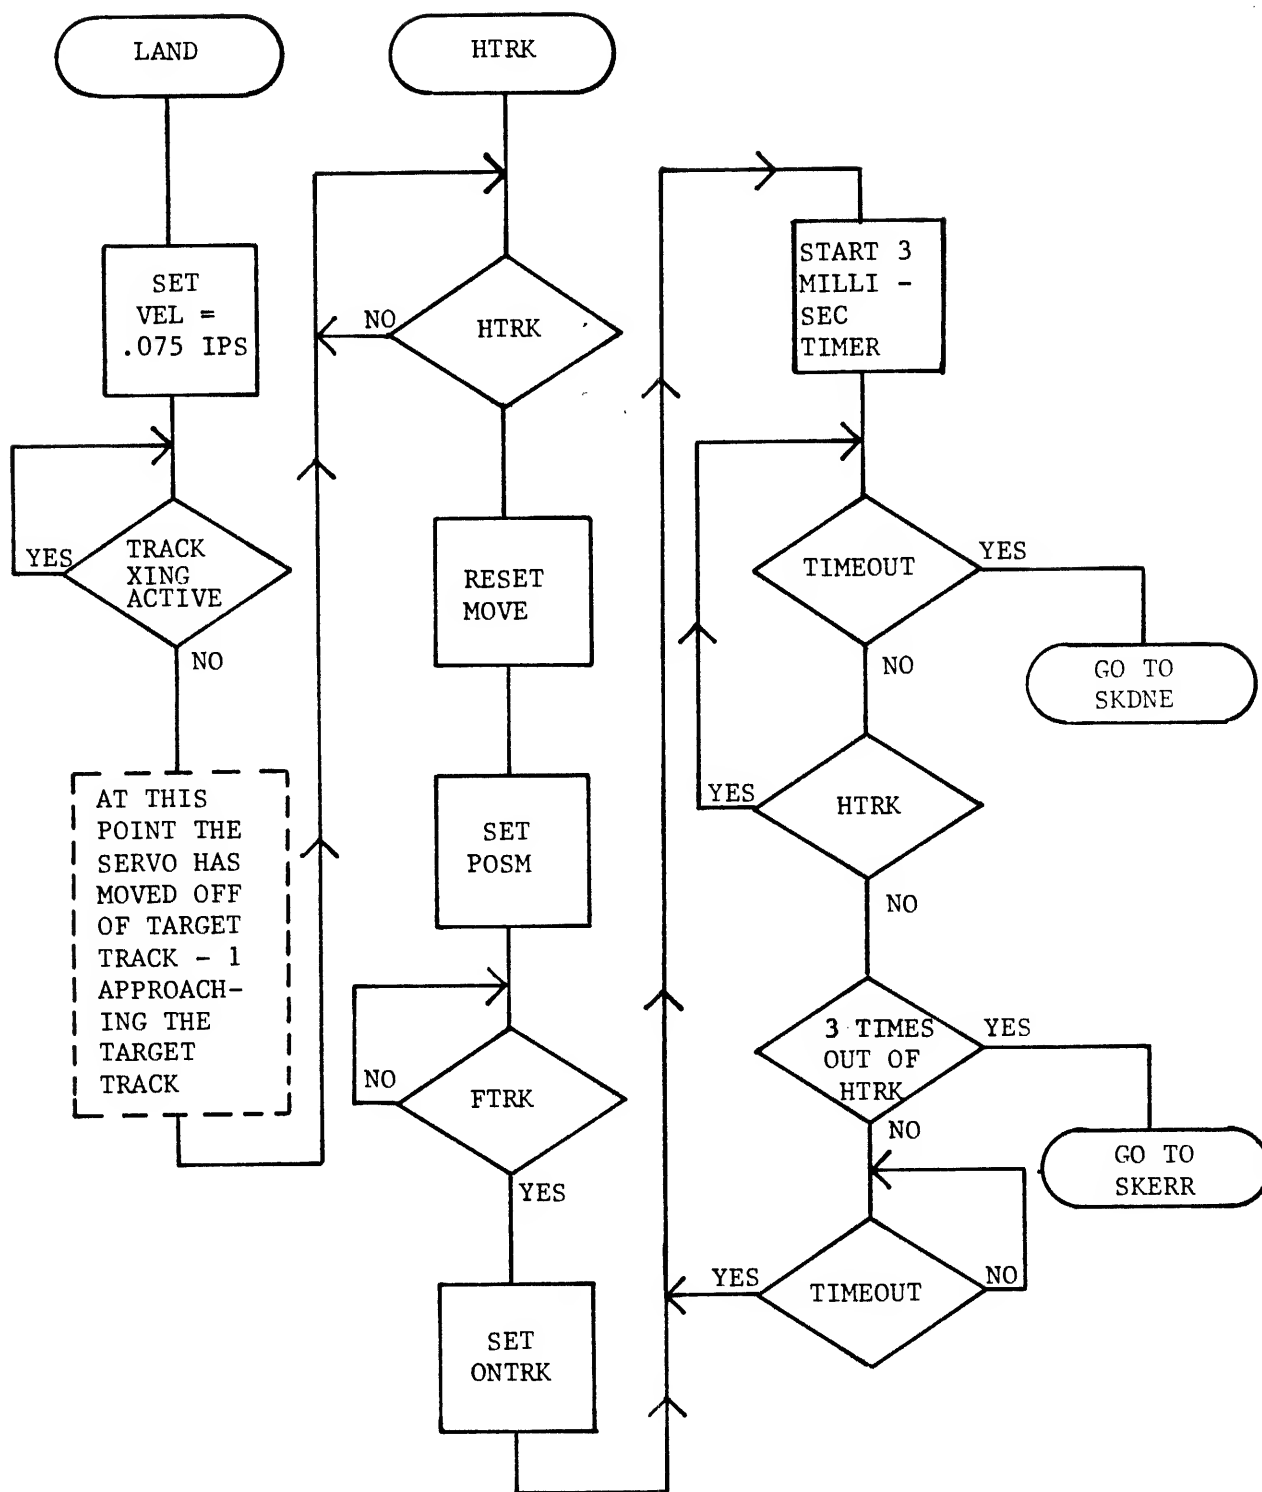 LAND
SET
VEL =
.075 IPS
YES
TRACK
XING
ACTIVE
NO
AT THIS
POINT THE
SERVO HAS
MOVED OFF
OF TARGET
TRACK - 1
APPROACH-
ING THE
TARGET
TRACK
HTRK
NO
HTRK
RESET
MOVE
SET
POSM
NO
FTRK
YES
SET
ONTRK
START 3
MILLI -
SEC
TIMER
TIMEOUT
YES
NO
GO TO
SKDNE
YES
HTRK
NO
3 TIMES
OUT OF
HTRK
YES
NO
GO TO
SKERR
YES
TIMEOUT
NO